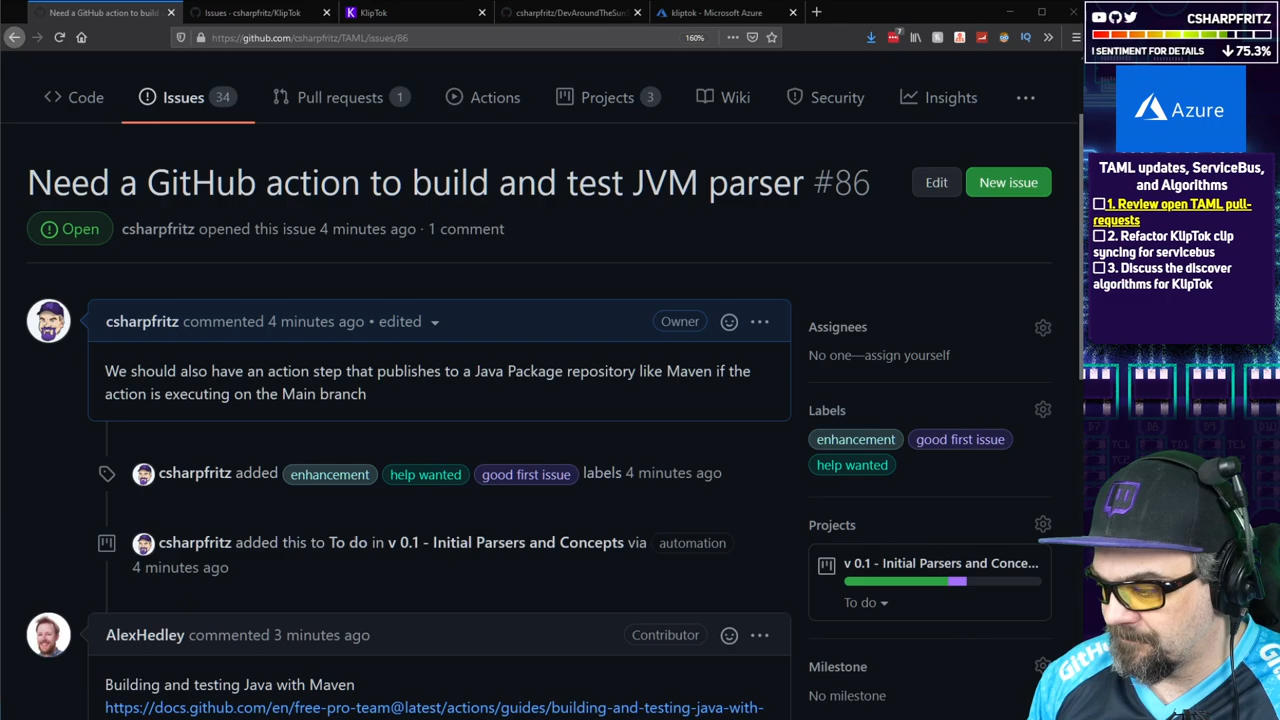 Need a GitHub action to build
Issues - csharpfritz/KlipTok
KlipTok
csharpfritz/DevAroundTheSun
kliptok - Microsoft Azure
https://github.com/csharpfritz/TAML/issues/86
160%
7
IQ
Code
Issues 34
Pull requests 1
Actions
Projects 3
Wiki
Security
Insights
Need a GitHub action to build and test JVM parser #86
Edit
New issue
Open
csharpfritz opened this issue 4 minutes ago · 1 comment
csharpfritz commented 4 minutes ago • edited
Owner
We should also have an action step that publishes to a Java Package repository like Maven if the
action is executing on the Main branch
csharpfritz added enhancement help wanted good first issue labels 4 minutes ago
csharpfritz added this to To do in v 0.1 - Initial Parsers and Concepts via automation
4 minutes ago
AlexHedley commented 3 minutes ago
Contributor
Building and testing Java with Maven
https://docs.github.com/en/free-pro-team@latest/actions/guides/building-and-testing-java-with-
Assignees
No one—assign yourself
Labels
enhancement
good first issue
help wanted
Projects
v 0.1 - Initial Parsers and Conce...
To do
Milestone
No milestone
CSHARPFRITZ
! SENTIMENT FOR DETAILS
75.3%
Azure
TAML updates, ServiceBus,
and Algorithms
1. Review open TAML pull-
requests
2. Refactor KlipTok clip
syncing for servicebus
3. Discuss the discover
algorithms for KlipTok